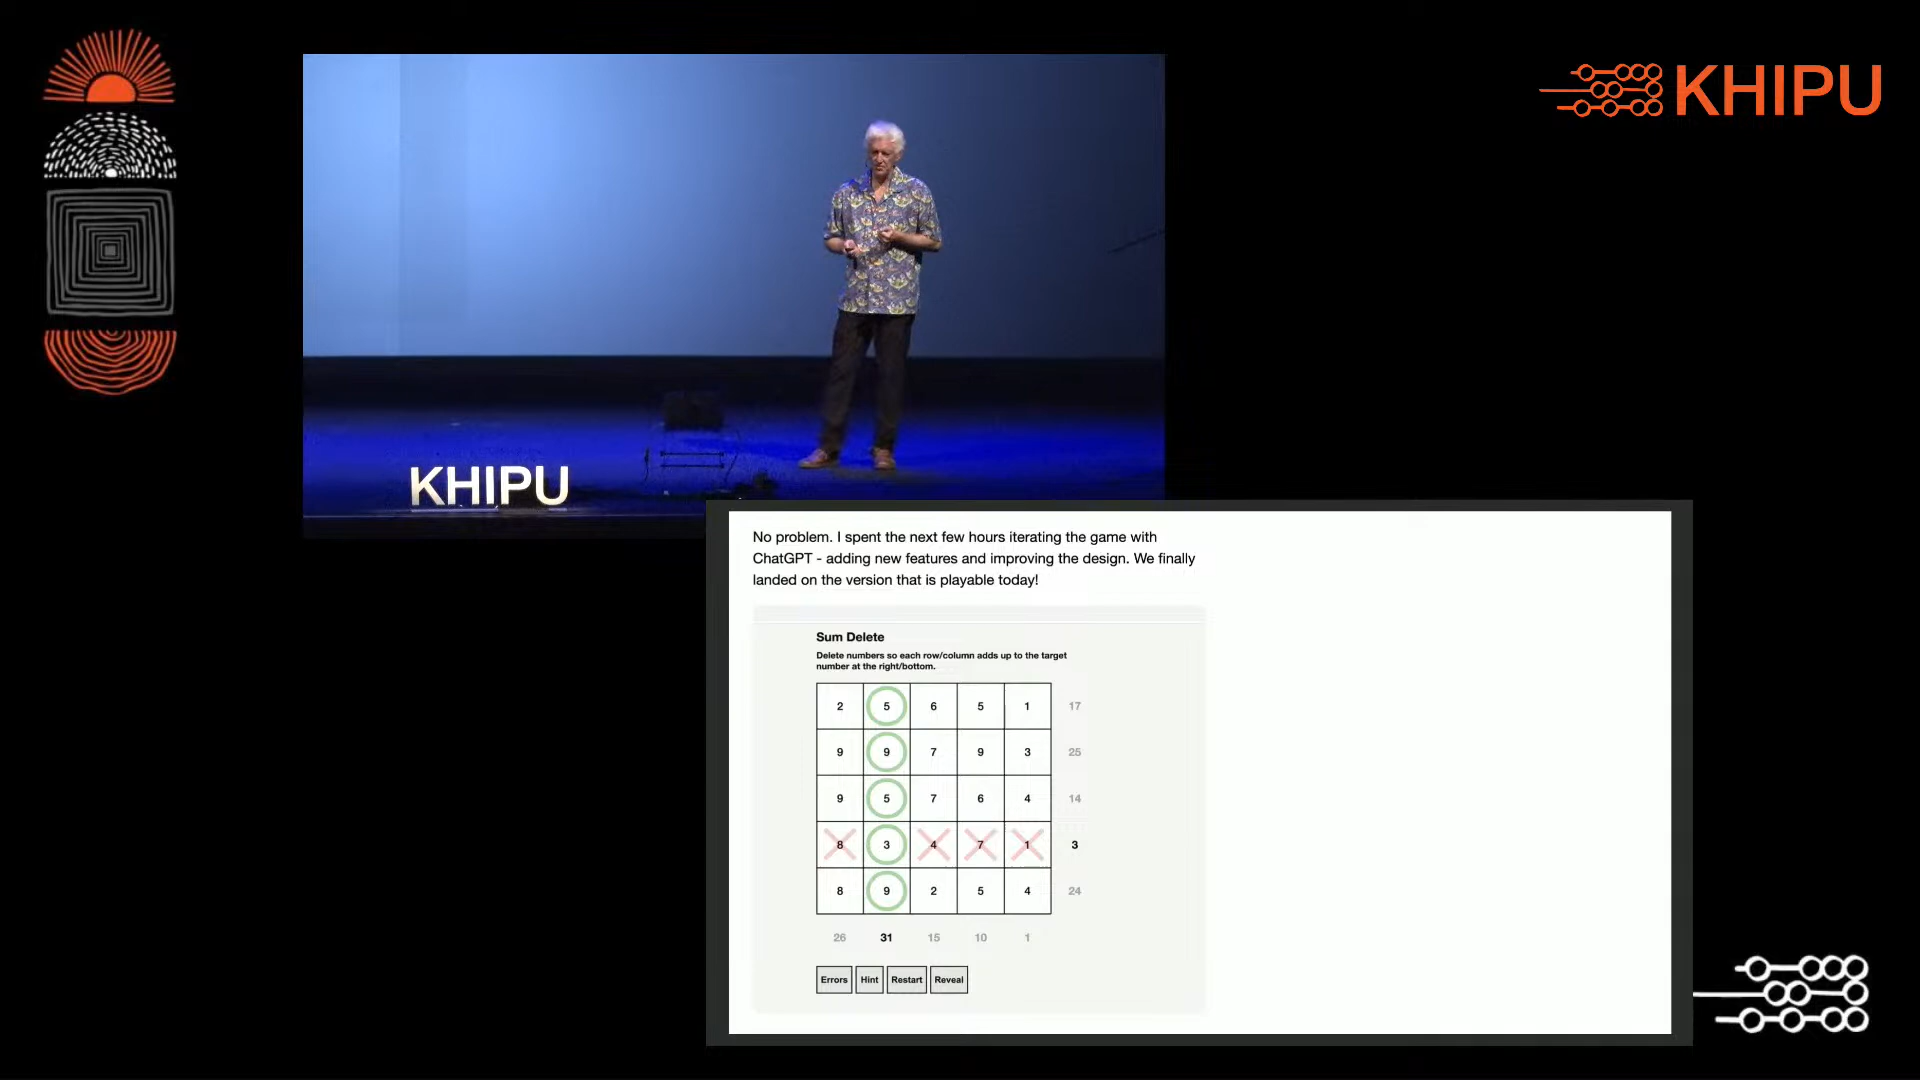 KHIPU
KHIPU
No problem. I spent the next few hours iterating the game with
ChatGPT - adding new features and improving the design. We finally
landed on the version that is playable today!
Sum Delete
Delete numbers so each row/column adds up to the target
number at the right/bottom.
2 5 6 5 1 17
9 9 7 9 3 25
9 5 7 6 4 14
8 3 4 7 1 3
8 9 2 5 4 24
26 31 15 10 1
Errors Hint Restart Reveal